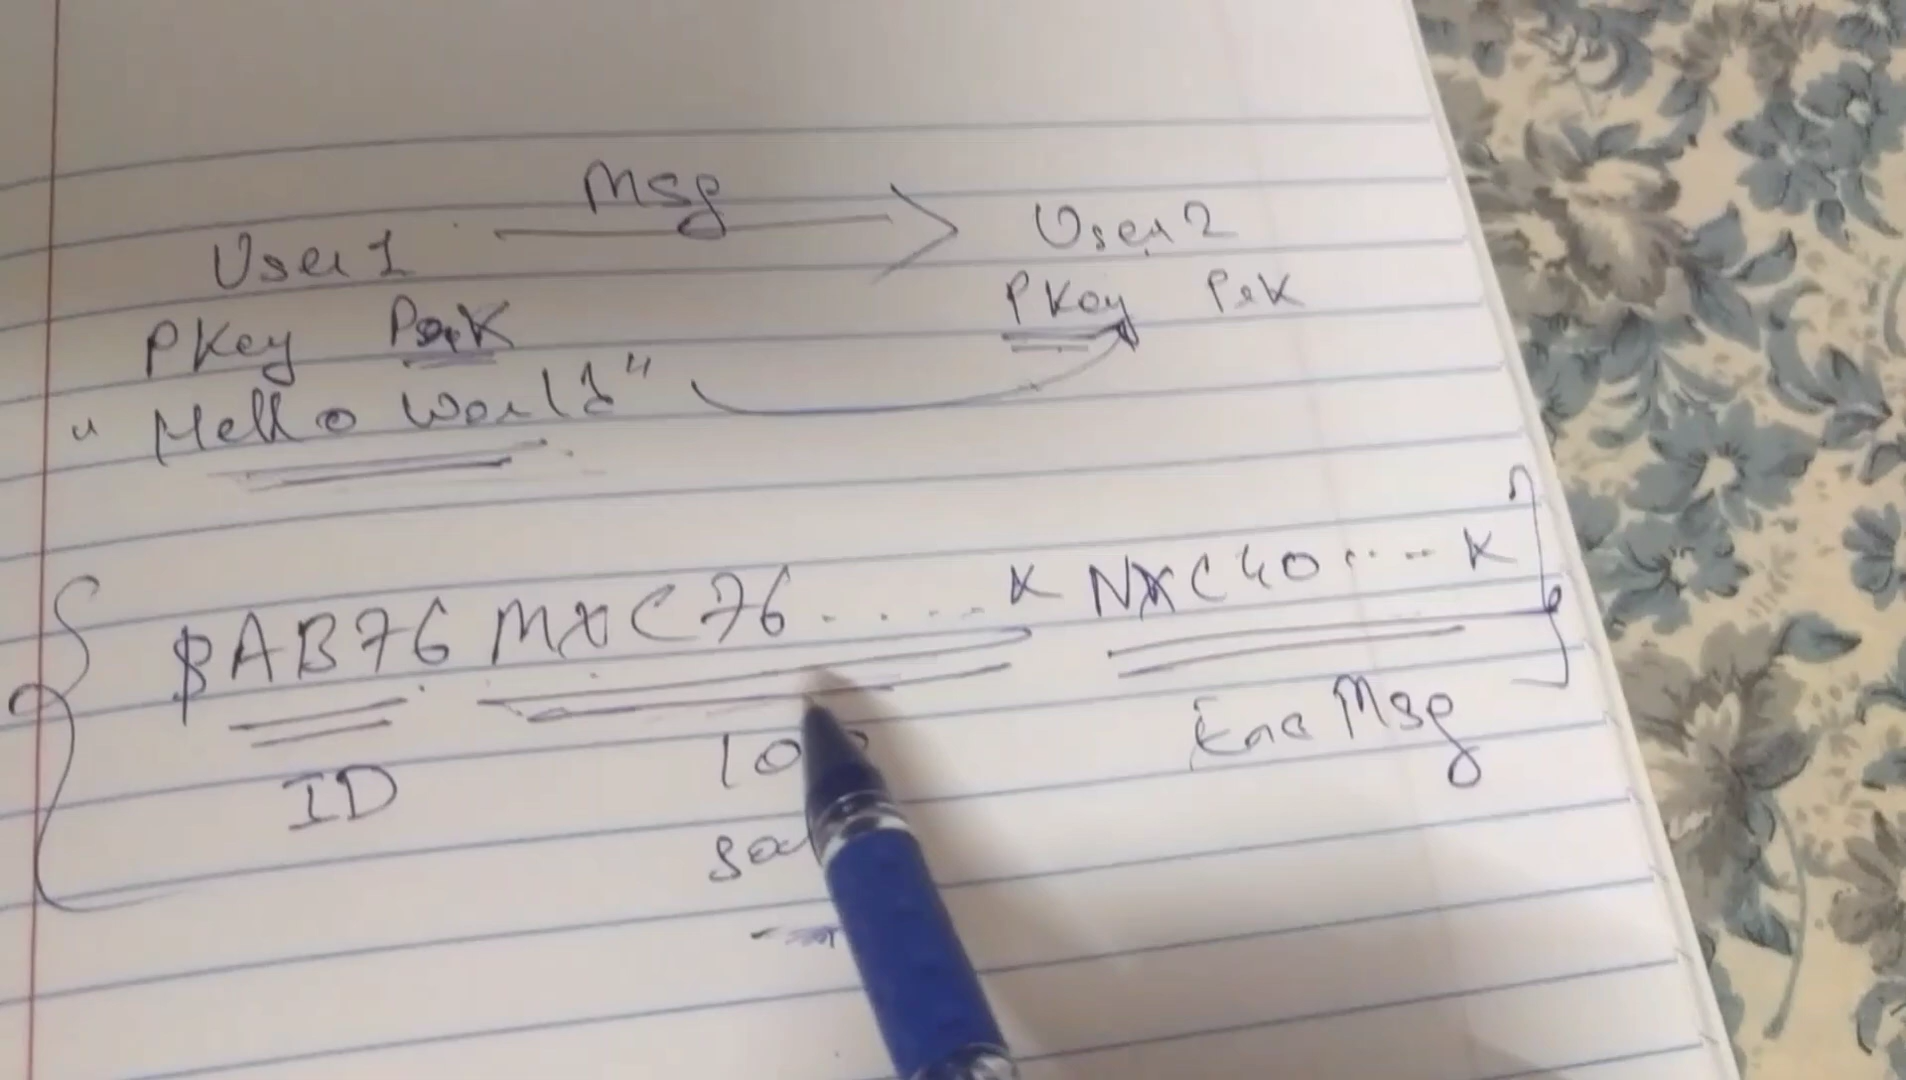 Msg
User1 User2
PKey PrK PKey PrK
"Hello World"
$AB76 MXC76.....K NXC40.....K
ID Enc Msg